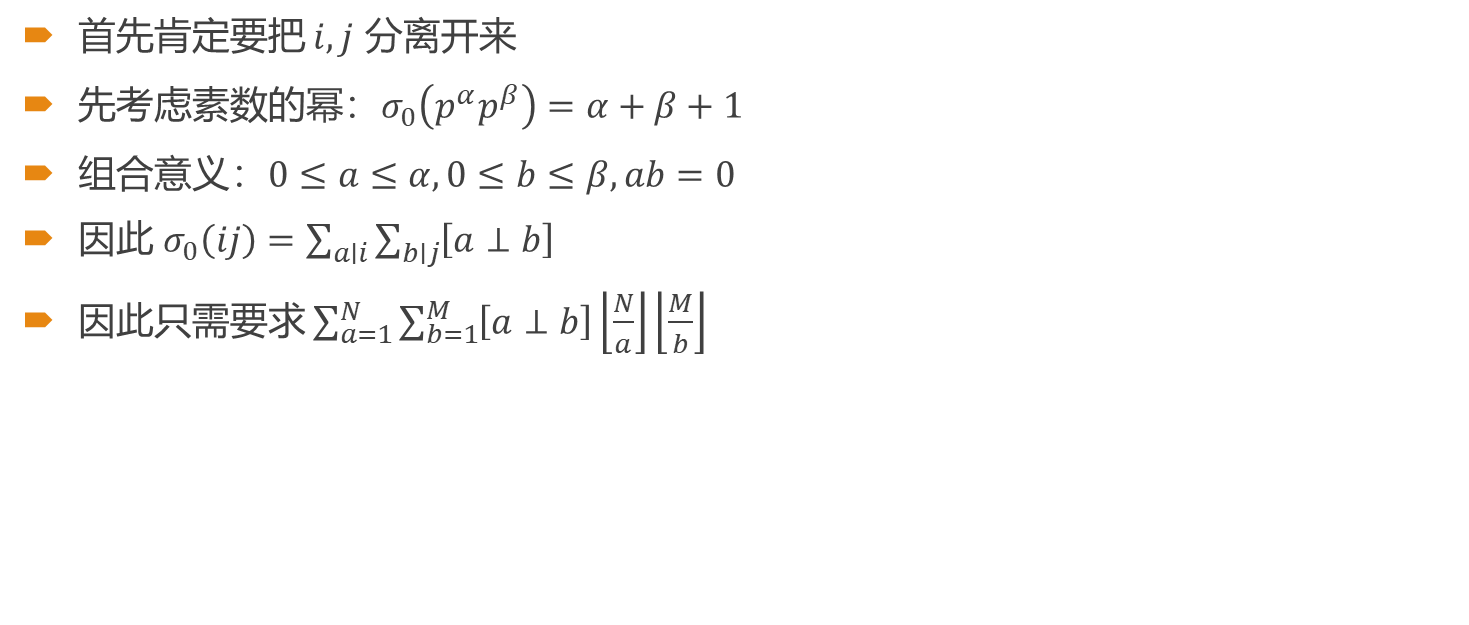 首先肯定要把 i, j 分离开来
先考虑素数的幂：σ₀(p^α p^β) = α + β + 1
组合意义：0 ≤ a ≤ α, 0 ≤ b ≤ β, ab = 0
因此 σ₀(ij) = ∑_{a|i} ∑_{b|j} [a ⊥ b]
因此只需要求 ∑_{a=1}^{N} ∑_{b=1}^{M} [a ⊥ b] ⌊N/a⌋ ⌊M/b⌋